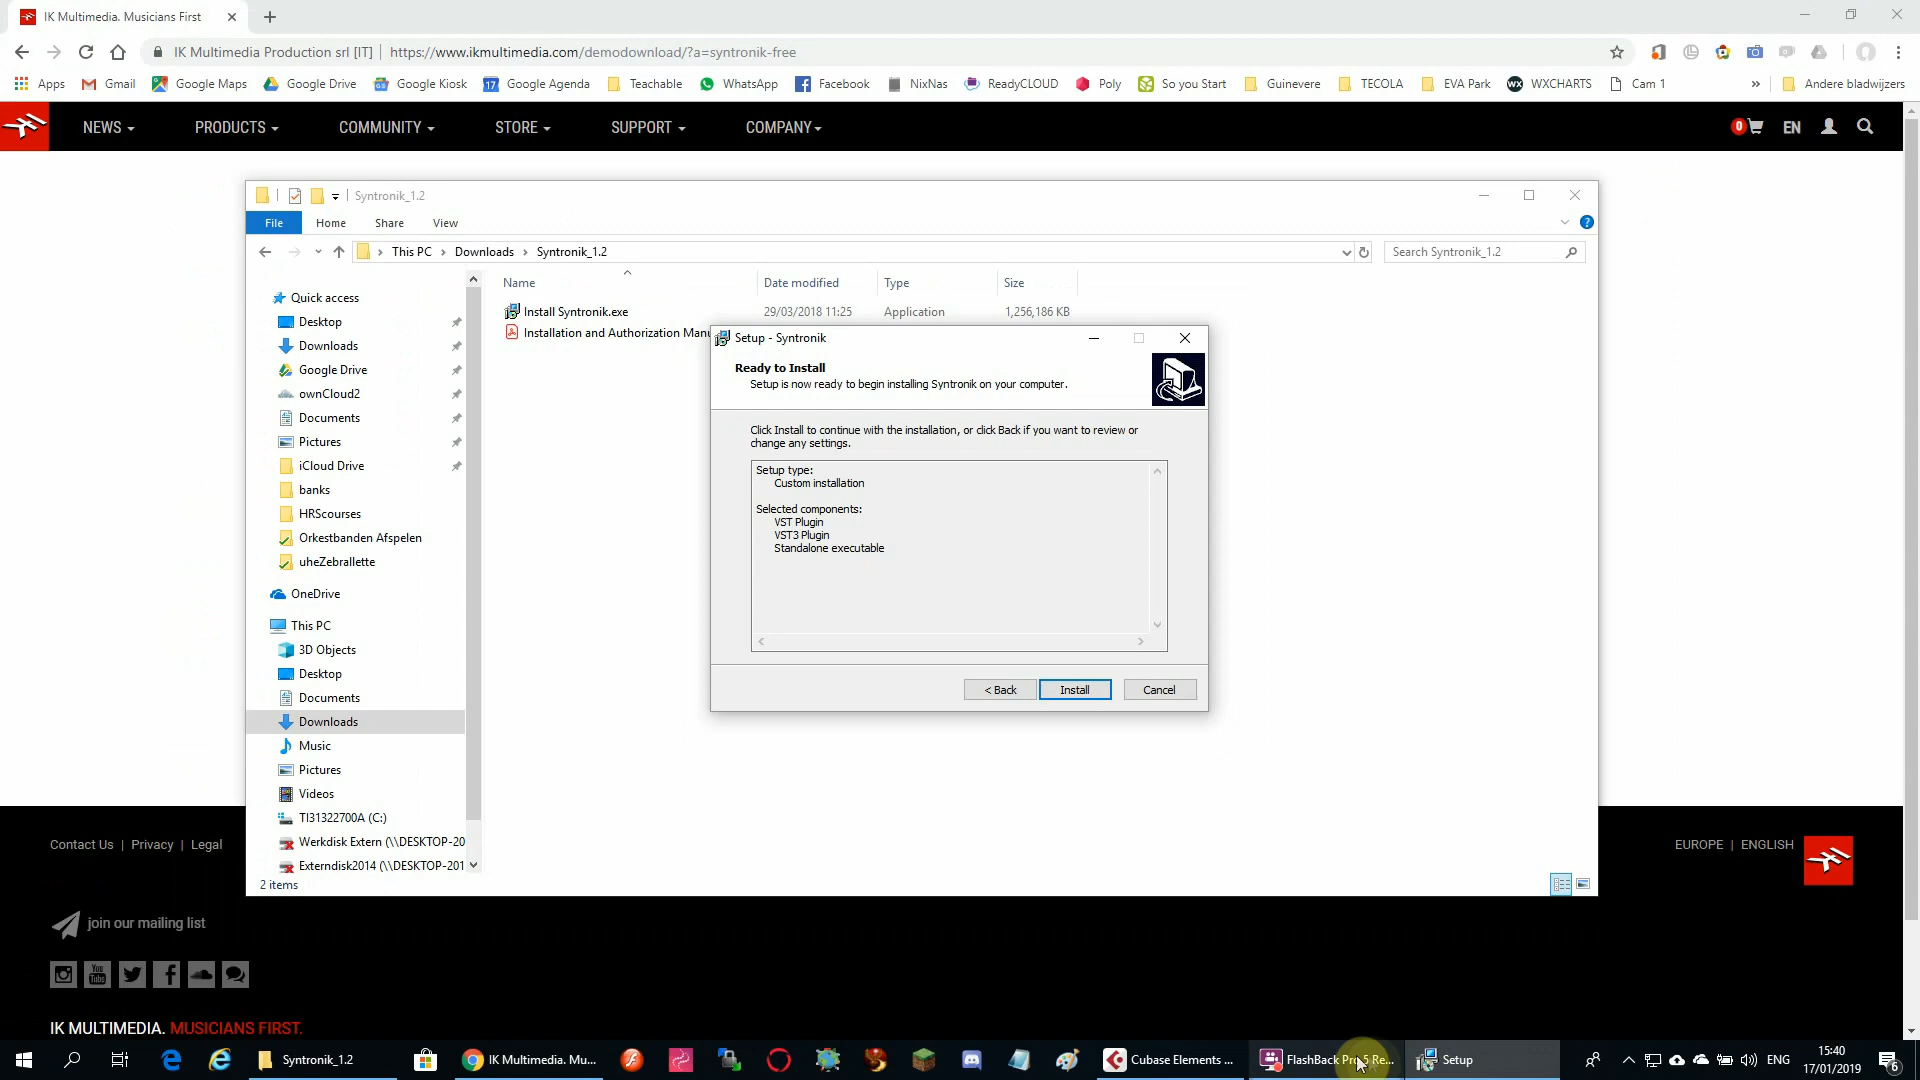 IK Multimedia. Musicians First
IK Multimedia Production srl [IT] | https://www.ikmultimedia.com/demodownload/?a=syntronik-free
Apps Gmail Google Maps Google Drive Google Kiosk 17 Google Agenda Teachable WhatsApp Facebook NixNas ReadyCLOUD Poly So you Start Guinevere TECOLA EVA Park WX WXCHARTS Cam 1 » Andere bladwijzers
NEWS PRODUCTS COMMUNITY STORE SUPPORT COMPANY 0 EN
Syntronik_1.2
File Home Share View
This PC > Downloads > Syntronik_1.2
Search Syntronik_1.2
Name Date modified Type Size
Install Syntronik.exe 29/03/2018 11:25 Application 1,256,186 KB
Installation and Authorization Manu
Quick access
Desktop
Downloads
Google Drive
ownCloud2
Documents
Pictures
iCloud Drive
banks
HRScourses
Orkestbanden Afspelen
uheZebrallette
OneDrive
This PC
3D Objects
Desktop
Documents
Downloads
Music
Pictures
Videos
TI31322700A (C:)
Werkdisk Extern (\\DESKTOP-20
Externdisk2014 (\\DESKTOP-201
2 items
Setup - Syntronik
Ready to Install
Setup is now ready to begin installing Syntronik on your computer.
Click Install to continue with the installation, or click Back if you want to review or
change any settings.
Setup type:
Custom installation
Selected components:
VST Plugin
VST3 Plugin
Standalone executable
< Back Install Cancel
Contact Us | Privacy | Legal
EUROPE | ENGLISH
join our mailing list
You Tube
IK MULTIMEDIA. MUSICIANS FIRST.
Syntronik_1.2 IK Multimedia. Mu... Cubase Elements ... FlashBack Pro 5 Re... Setup ENG 15:40
17/01/2019 6